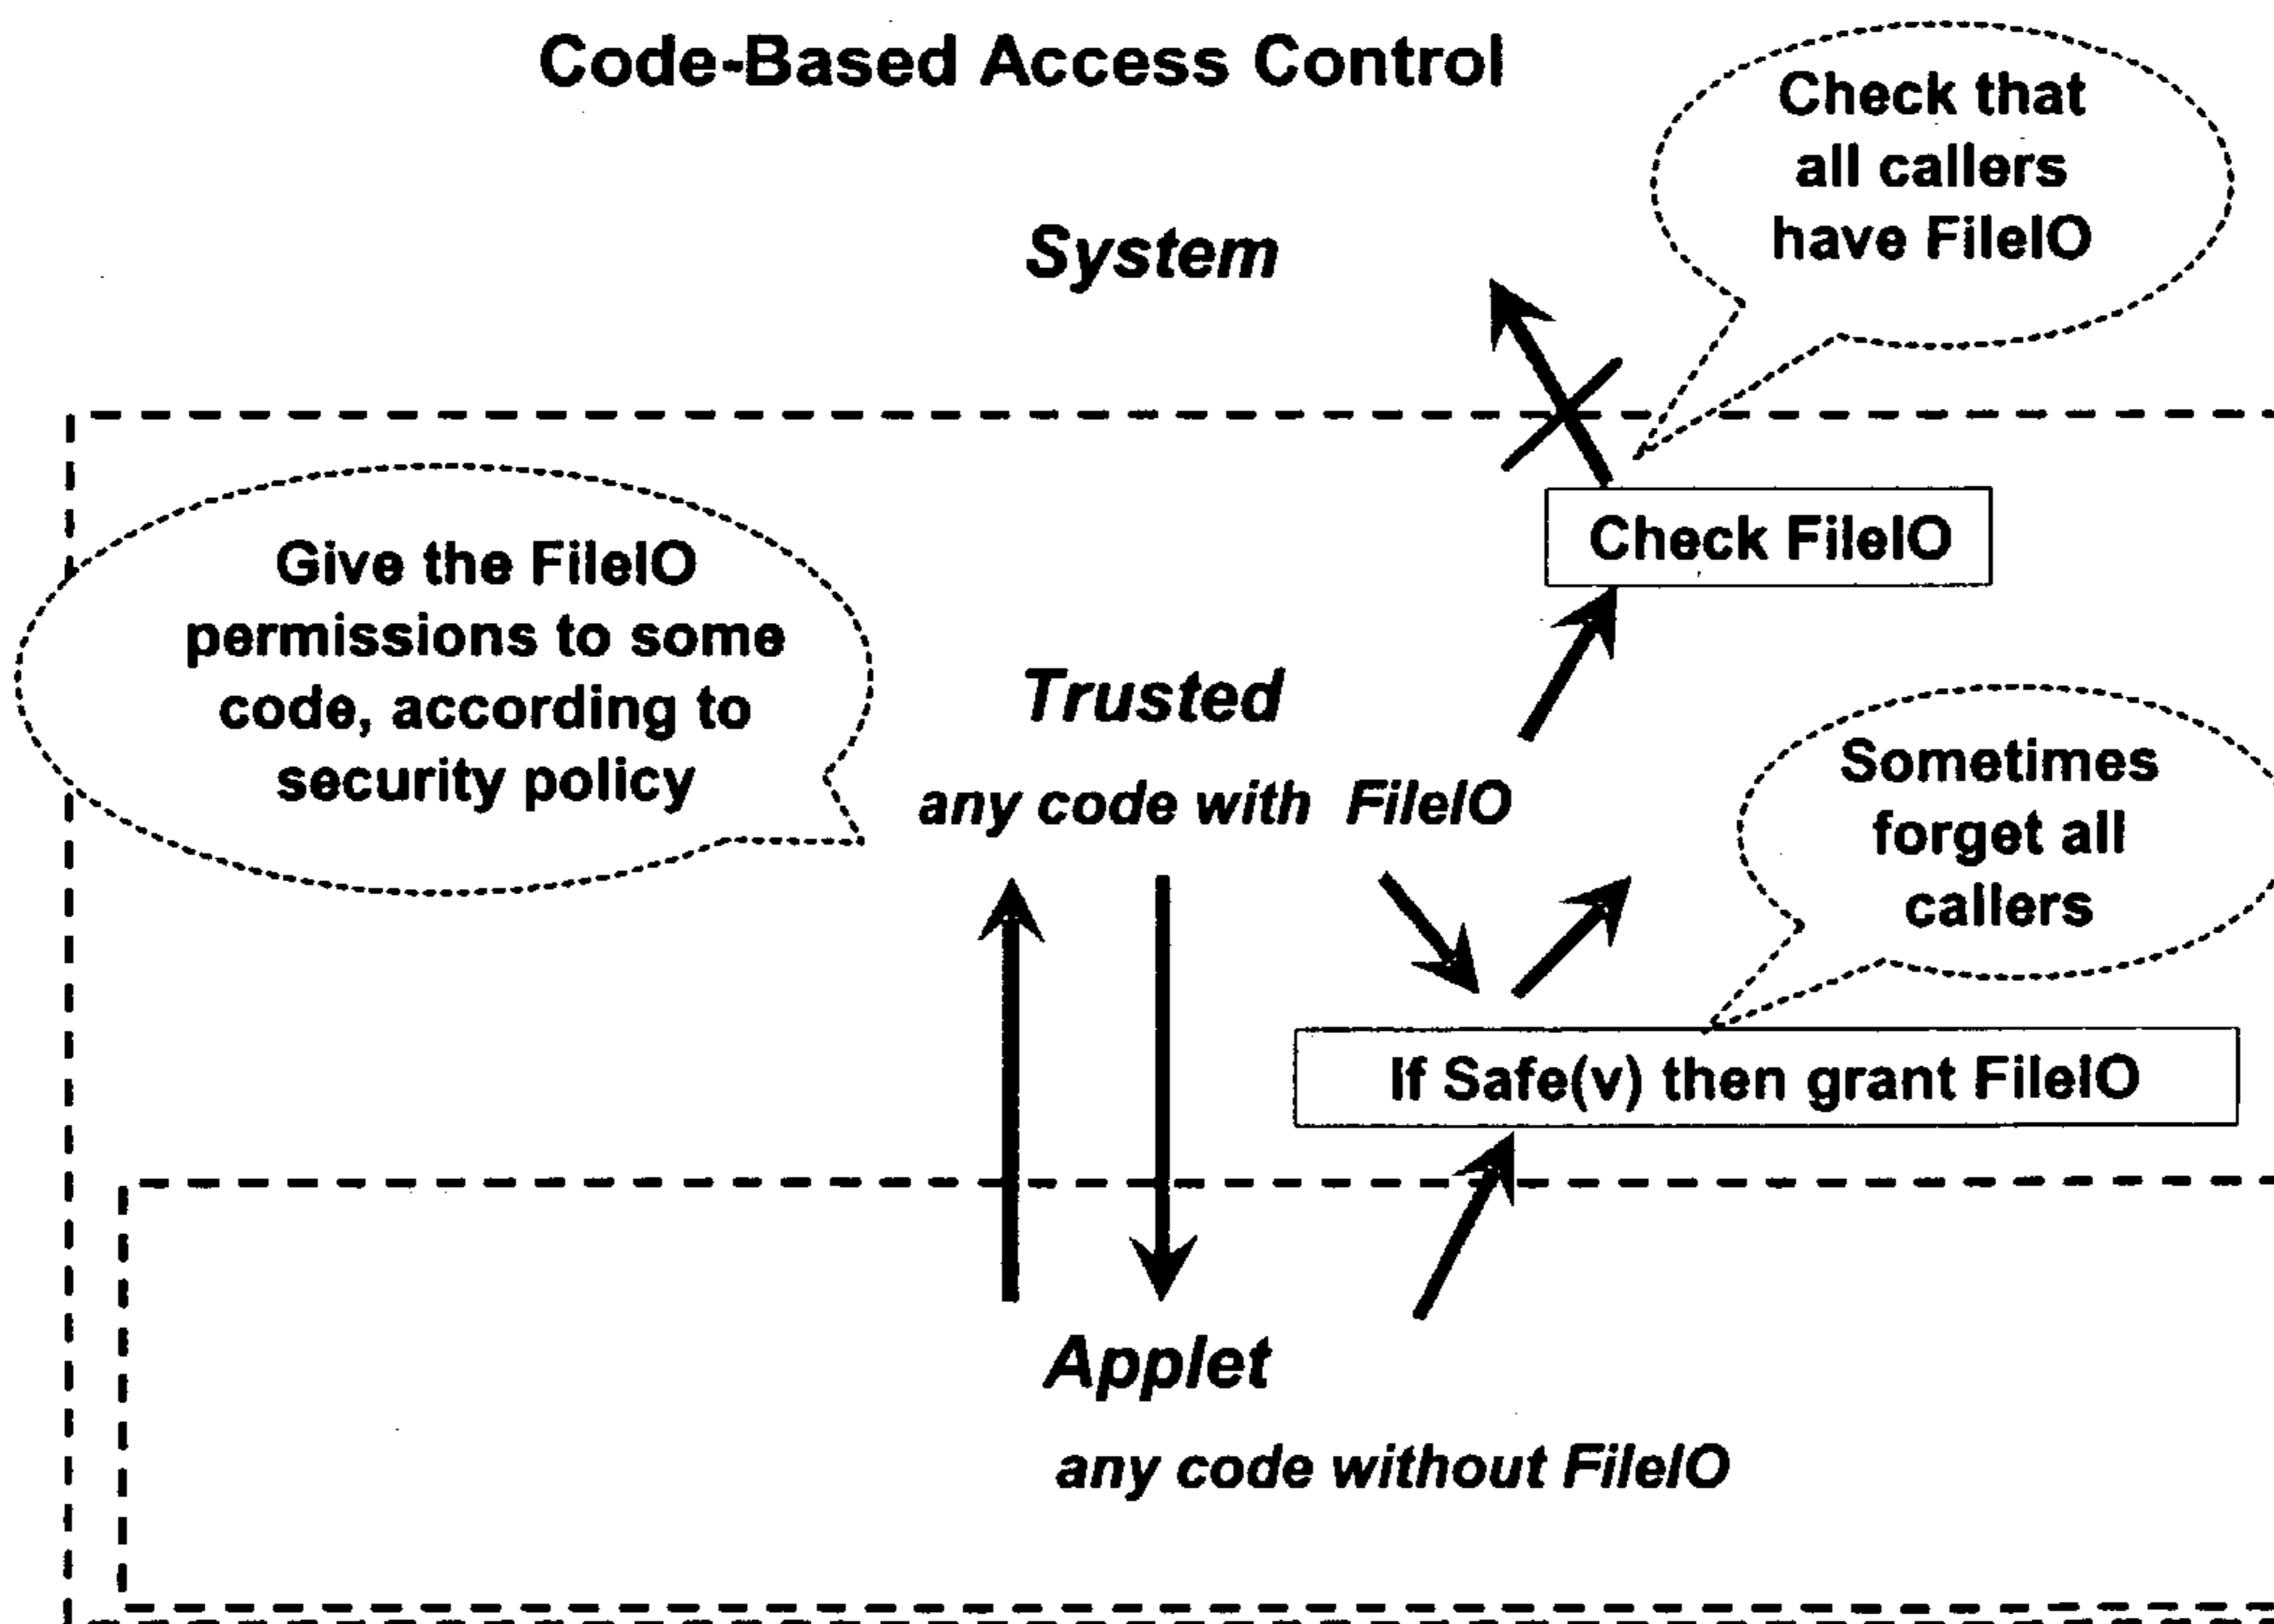 Code-Based Access Control
Check that
all callers
have FileIO
System
Check FileIO
Give the FileIO
permissions to some
code, according to
security policy
Trusted
any code with FileIO
Sometimes
forget all
callers
If Safe(v) then grant FileIO
Applet
any code without FileIO